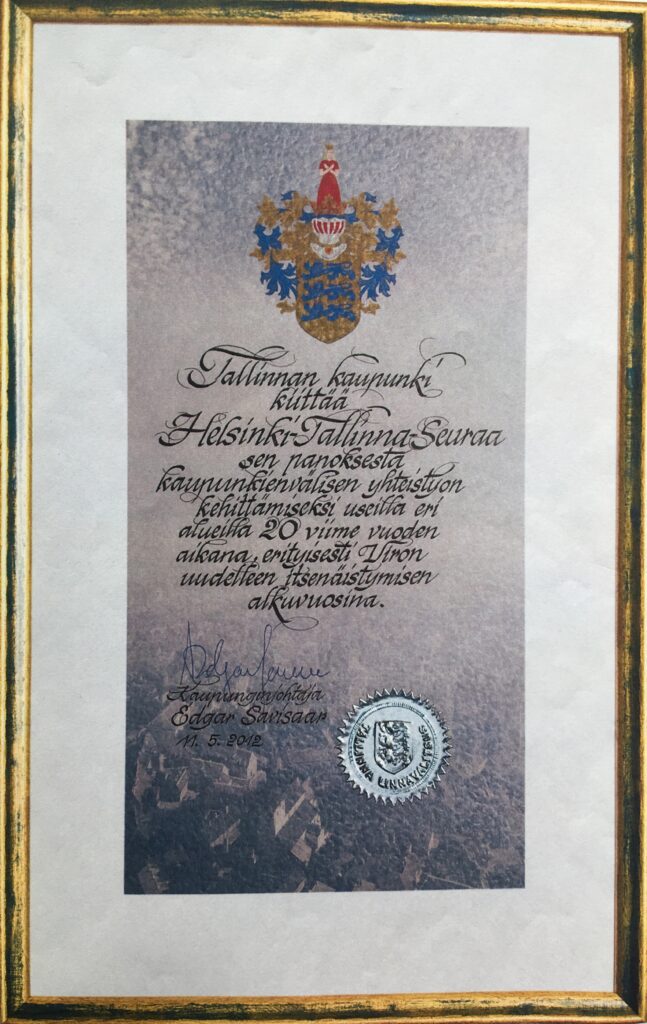 Tallinnan kaupunki
kiittää
Helsinki-Tallinna-Seuraa
sen panoksesta
kaupunkienvälisen yhteistyön
kehittämiseksi useilla eri
alueilla 20 viime vuoden
aikana, erityisesti Viron
uudelleen itsenäistymisen
alkuvuosina.
Kaupunginjohtaja
Edgar Savisaar
11. 5. 2012
TALLINNA LINNAVALITSUS